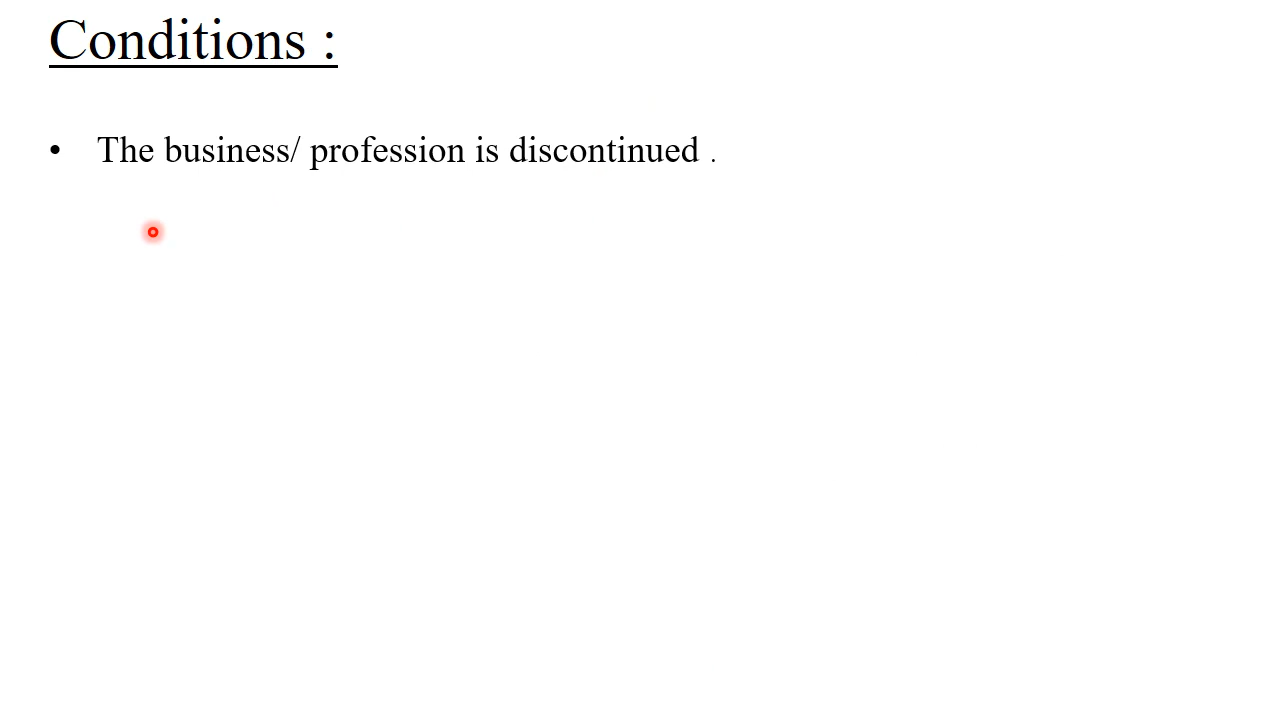 Conditions :
• The business/ profession is discontinued .